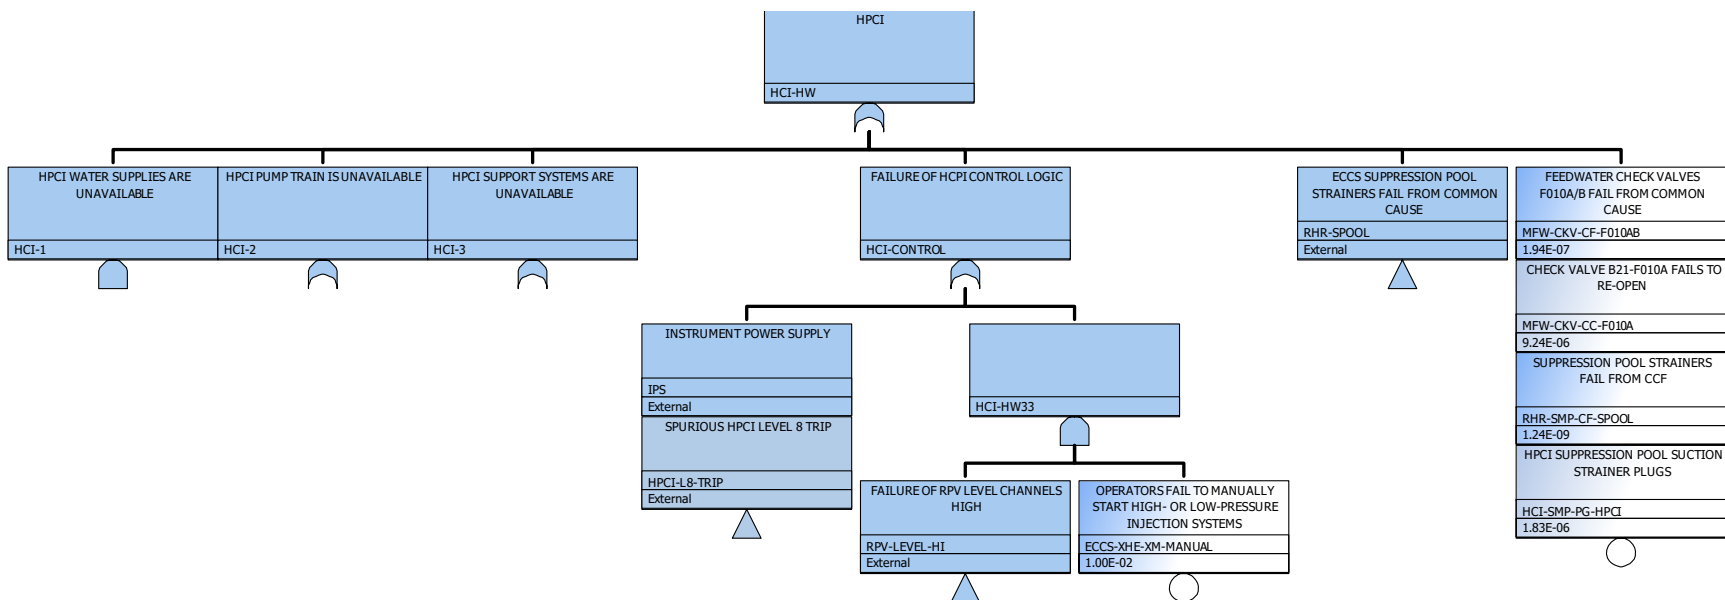 HPCI
HCI-HW
HPCI WATER SUPPLIES ARE
UNAVAILABLE
HCI-1
HPCI PUMP TRAIN IS UNAVAILABLE
HCI-2
HPCI SUPPORT SYSTEMS ARE
UNAVAILABLE
HCI-3
FAILURE OF HCPI CONTROL LOGIC
HCI-CONTROL
ECCS SUPPRESSION POOL
STRAINERS FAIL FROM COMMON
CAUSE
RHR-SPOOL
External
FEEDWATER CHECK VALVES
F010A/B FAIL FROM COMMON
CAUSE
MFW-CKV-CF-F010AB
1.94E-07
CHECK VALVE B21-F010A FAILS TO
RE-OPEN
MFW-CKV-CC-F010A
9.24E-06
SUPPRESSION POOL STRAINERS
FAIL FROM CCF
RHR-SMP-CF-SPOOL
1.24E-09
HPCI SUPPRESSION POOL SUCTION
STRAINER PLUGS
HCI-SMP-PG-HPCI
1.83E-06
INSTRUMENT POWER SUPPLY
IPS
External
SPURIOUS HPCI LEVEL 8 TRIP
HPCI-L8-TRIP
External
HCI-HW33
FAILURE OF RPV LEVEL CHANNELS
HIGH
RPV-LEVEL-HI
External
OPERATORS FAIL TO MANUALLY
START HIGH- OR LOW-PRESSURE
INJECTION SYSTEMS
ECCS-XHE-XM-MANUAL
1.00E-02